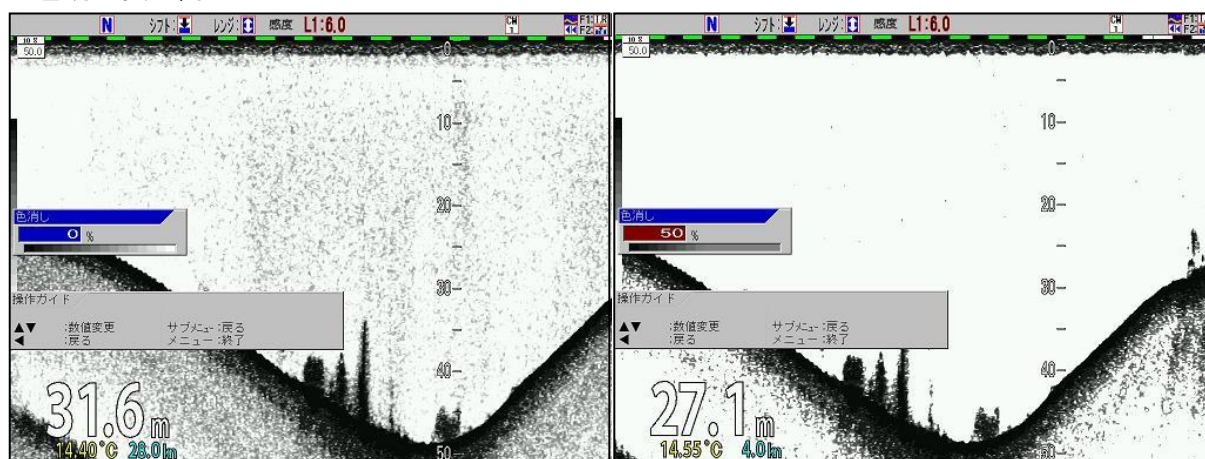 N シフト: レンジ: 感度 L1:6.0 CM 1
10 S
50.0
0
10
20
色消し
0 %
30
操作ガイド
▲▼ :数値変更 サブメニュー:戻る
◀ :戻る メニュー:終了
40
31.6m
14.40℃ 28.0kn
50
N シフト: レンジ: 感度 L1:6.0 CM 1
10 S
50.0
0
10
20
色消し
50 %
30
操作ガイド
▲▼ :数値変更 サブメニュー:戻る
◀ :戻る メニュー:終了
40
27.1m
14.55℃ 4.0kn
50